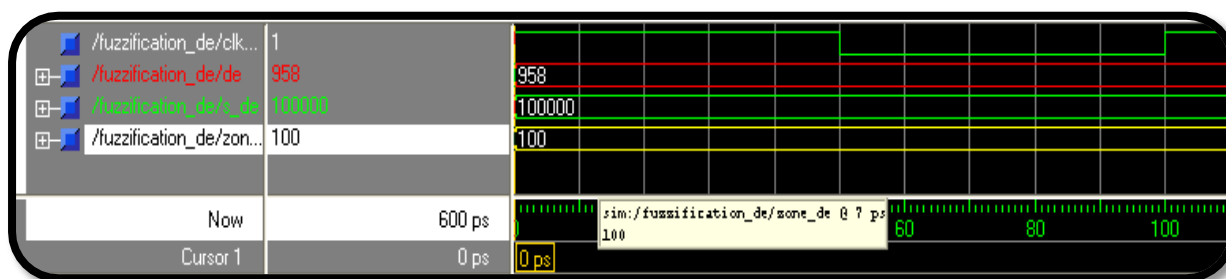 /fuzzification_de/clk... 1
/fuzzification_de/de 958 958
/fuzzification_de/s_de 100000 100000
/fuzzification_de/zon... 100 100
sim:/fuzzification_de/zone_de @ 7 ps
100
Now 600 ps 60 80 100
Cursor 1 0 ps 0 ps